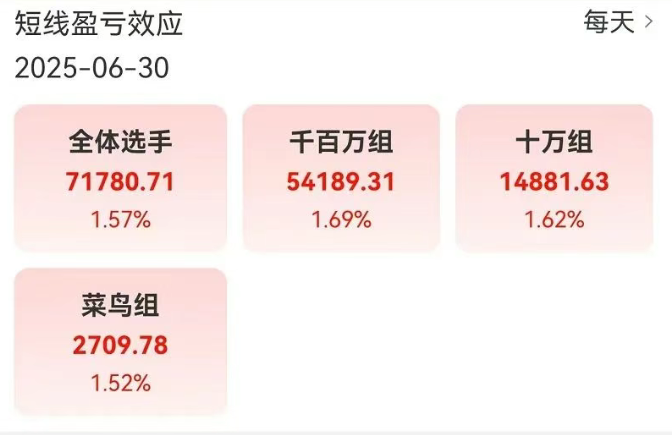 短线盈亏效应
每天 >
2025-06-30
全体选手
71780.71
1.57%
千百万组
54189.31
1.69%
十万组
14881.63
1.62%
菜鸟组
2709.78
1.52%